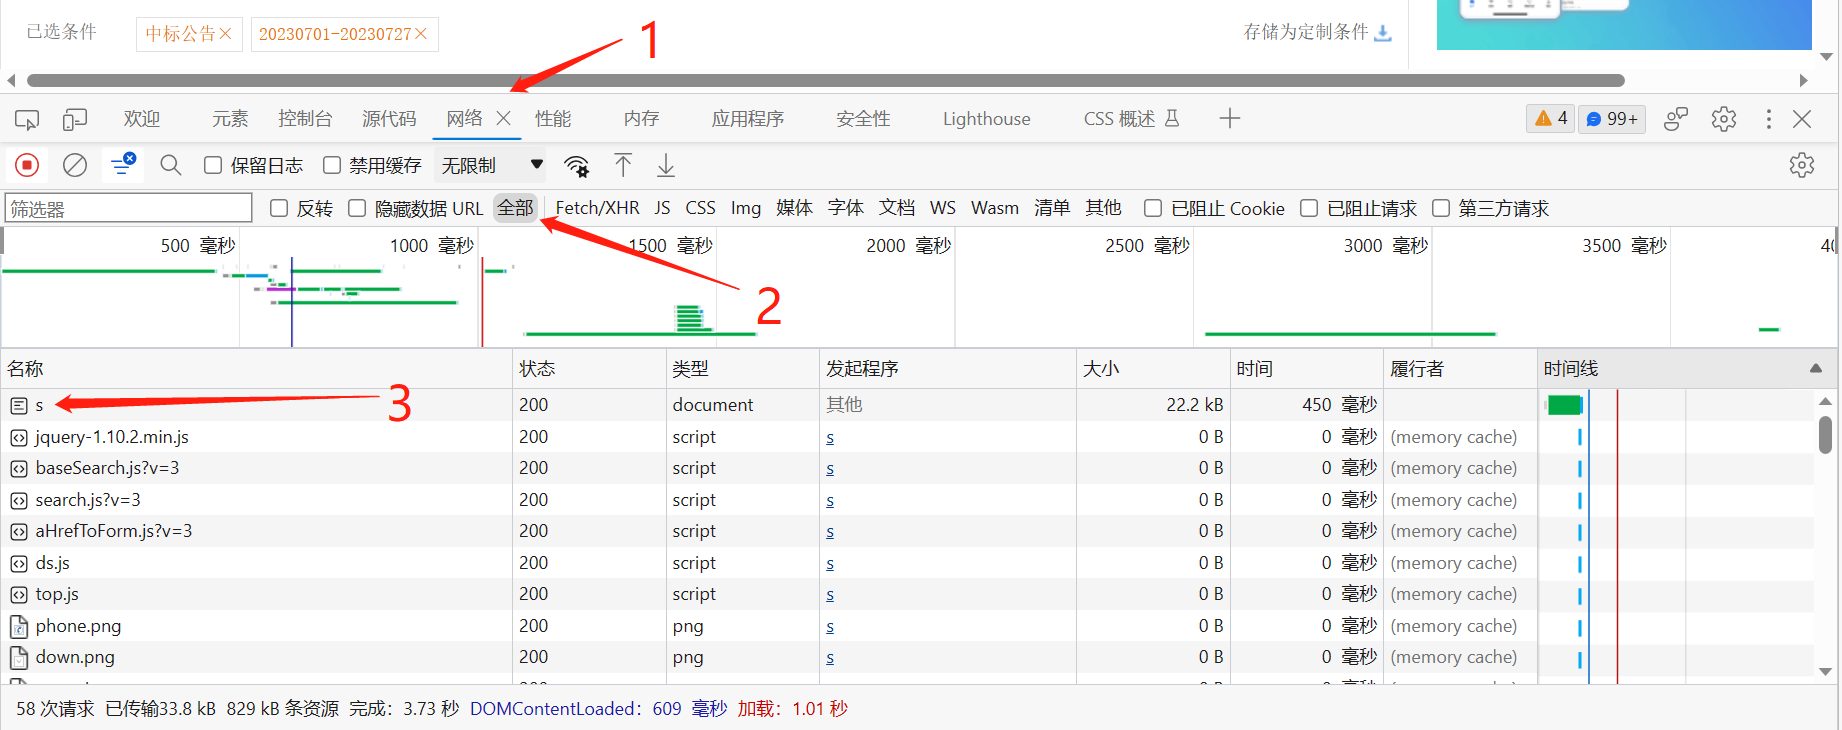 已选条件 中标公告× 20230701-20230727× 存储为定制条件
1
欢迎 元素 控制台 源代码 网络 性能 内存 应用程序 安全性 Lighthouse CSS 概述 4 99+
保留日志 禁用缓存 无限制
筛选器 反转 隐藏数据 URL 全部 Fetch/XHR JS CSS Img 媒体 字体 文档 WS Wasm 清单 其他 已阻止 Cookie 已阻止请求 第三方请求
500 毫秒 1000 毫秒 1500 毫秒 2000 毫秒 2500 毫秒 3000 毫秒 3500 毫秒
2
名称 状态 类型 发起程序 大小 时间 履行者 时间线
s 3 200 document 其他 22.2 kB 450 毫秒
jquery-1.10.2.min.js 200 script s 0 B 0 毫秒 (memory cache)
baseSearch.js?v=3 200 script s 0 B 0 毫秒 (memory cache)
search.js?v=3 200 script s 0 B 0 毫秒 (memory cache)
aHrefToForm.js?v=3 200 script s 0 B 0 毫秒 (memory cache)
ds.js 200 script s 0 B 0 毫秒 (memory cache)
top.js 200 script s 0 B 0 毫秒 (memory cache)
phone.png 200 png s 0 B 0 毫秒 (memory cache)
down.png 200 png s 0 B 0 毫秒 (memory cache)
58 次请求 已传输33.8 kB 829 kB 条资源 完成：3.73 秒 DOMContentLoaded：609 毫秒 加载：1.01 秒